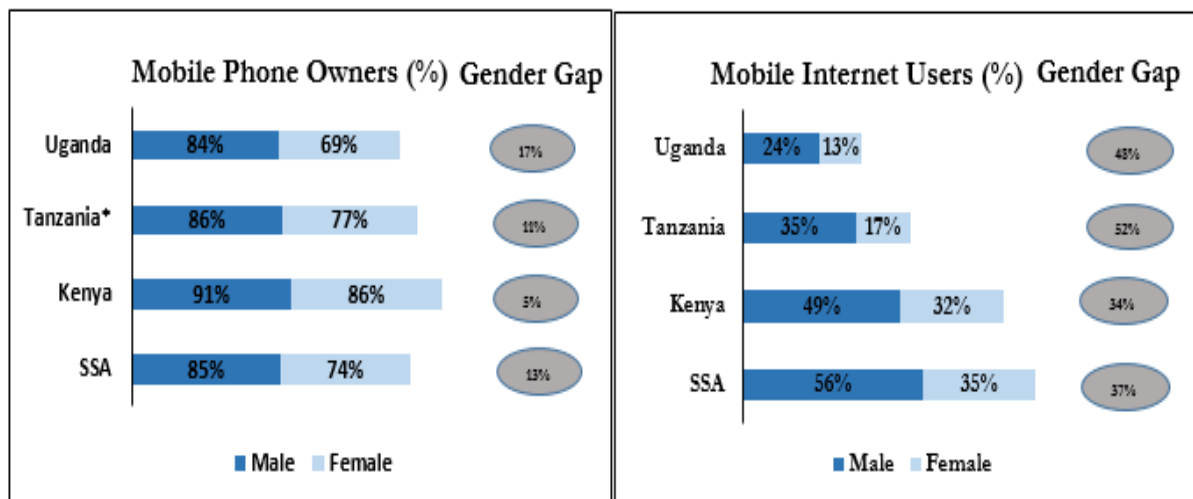 Mobile Phone Owners (%) Gender Gap
Uganda 84% 69% 17%
Tanzania* 86% 77% 11%
Kenya 91% 86% 5%
SSA 85% 74% 13%
Male Female
Mobile Internet Users (%) Gender Gap
Uganda 24% 13% 48%
Tanzania 35% 17% 52%
Kenya 49% 32% 34%
SSA 56% 35% 37%
Male Female